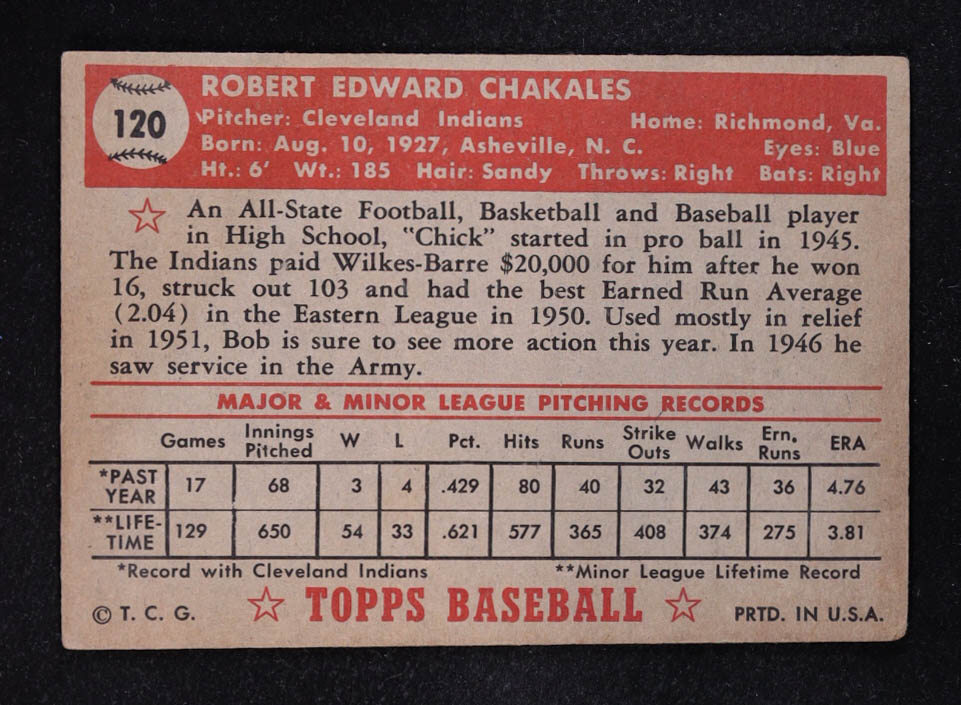 120
ROBERT EDWARD CHAKALES
Pitcher: Cleveland Indians Home: Richmond, Va.
Born: Aug. 10, 1927, Asheville, N. C. Eyes: Blue
Ht.: 6' Wt.: 185 Hair: Sandy Throws: Right Bats: Right
An All-State Football, Basketball and Baseball player
in High School, "Chick" started in pro ball in 1945.
The Indians paid Wilkes-Barre $20,000 for him after he won
16, struck out 103 and had the best Earned Run Average
(2.04) in the Eastern League in 1950. Used mostly in relief
in 1951, Bob is sure to see more action this year. In 1946 he
saw service in the Army.
MAJOR & MINOR LEAGUE PITCHING RECORDS
Games Innings Pitched W L Pct. Hits Runs Strike Outs Walks Ern. Runs ERA
*PAST YEAR 17 68 3 4 .429 80 40 32 43 36 4.76
**LIFE-TIME 129 650 54 33 .621 577 365 408 374 275 3.81
*Record with Cleveland Indians **Minor League Lifetime Record
© T. C. G. TOPPS BASEBALL PRTD. IN U.S.A.